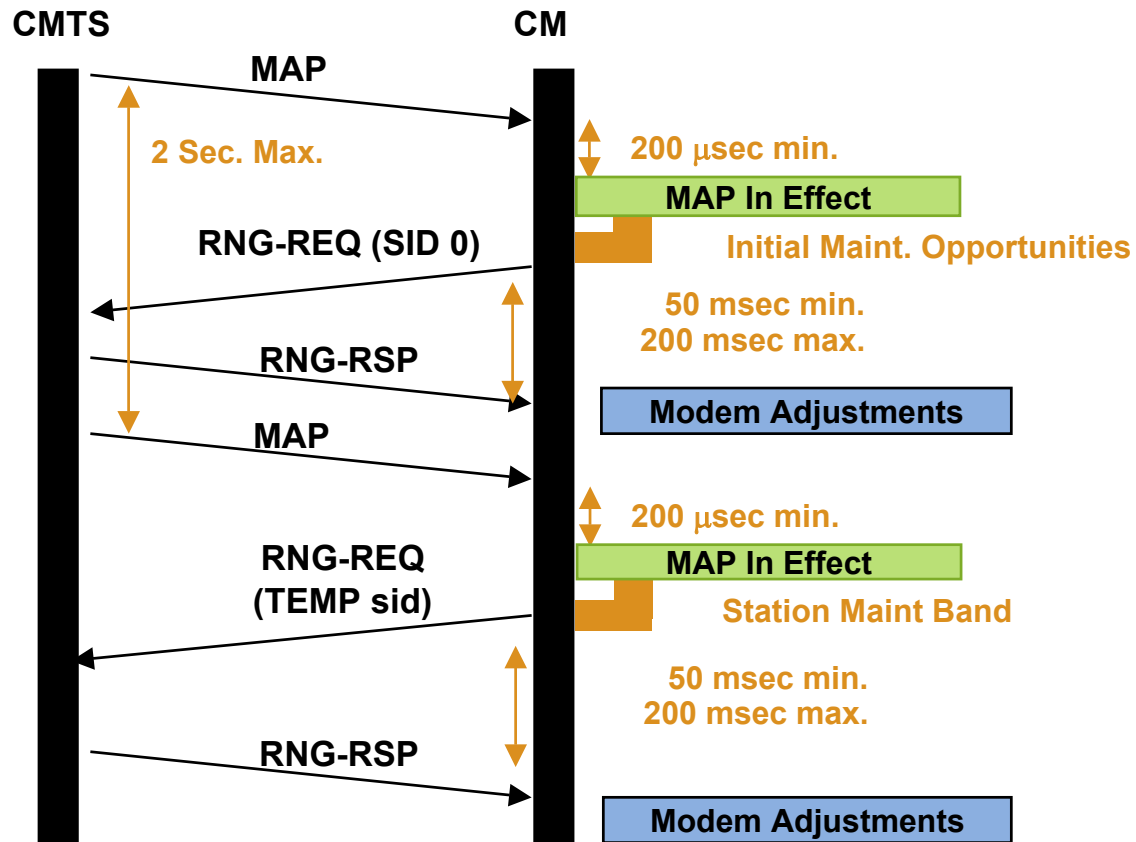 CMTS
CM
MAP
2 Sec. Max.
200 μsec min.
MAP In Effect
RNG-REQ (SID 0)
Initial Maint. Opportunities
50 msec min.
200 msec max.
RNG-RSP
Modem Adjustments
MAP
200 μsec min.
RNG-REQ
(TEMP sid)
MAP In Effect
Station Maint Band
50 msec min.
200 msec max.
RNG-RSP
Modem Adjustments